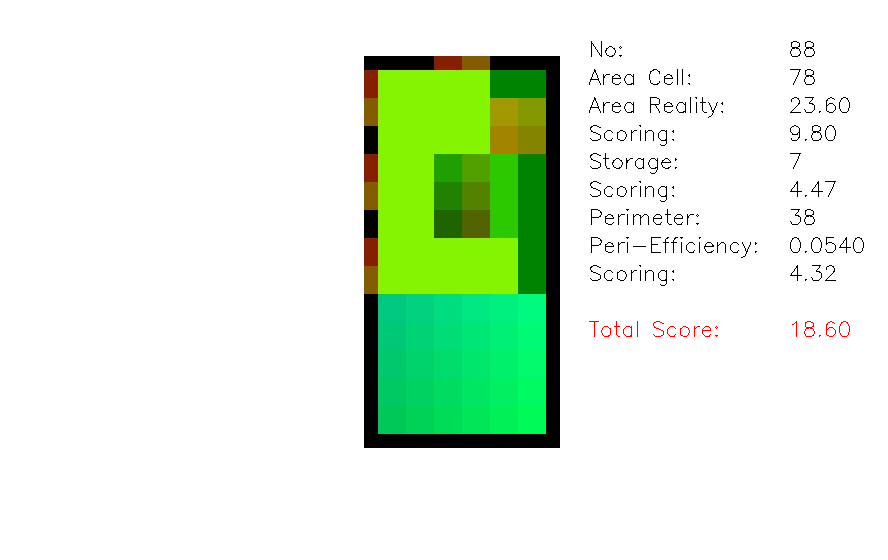 No: 88
Area Cell: 78
Area Reality: 23.60
Scoring: 9.80
Storage: 7
Scoring: 4.47
Perimeter: 38
Peri-Efficiency: 0.0540
Scoring: 4.32
Total Score: 18.60